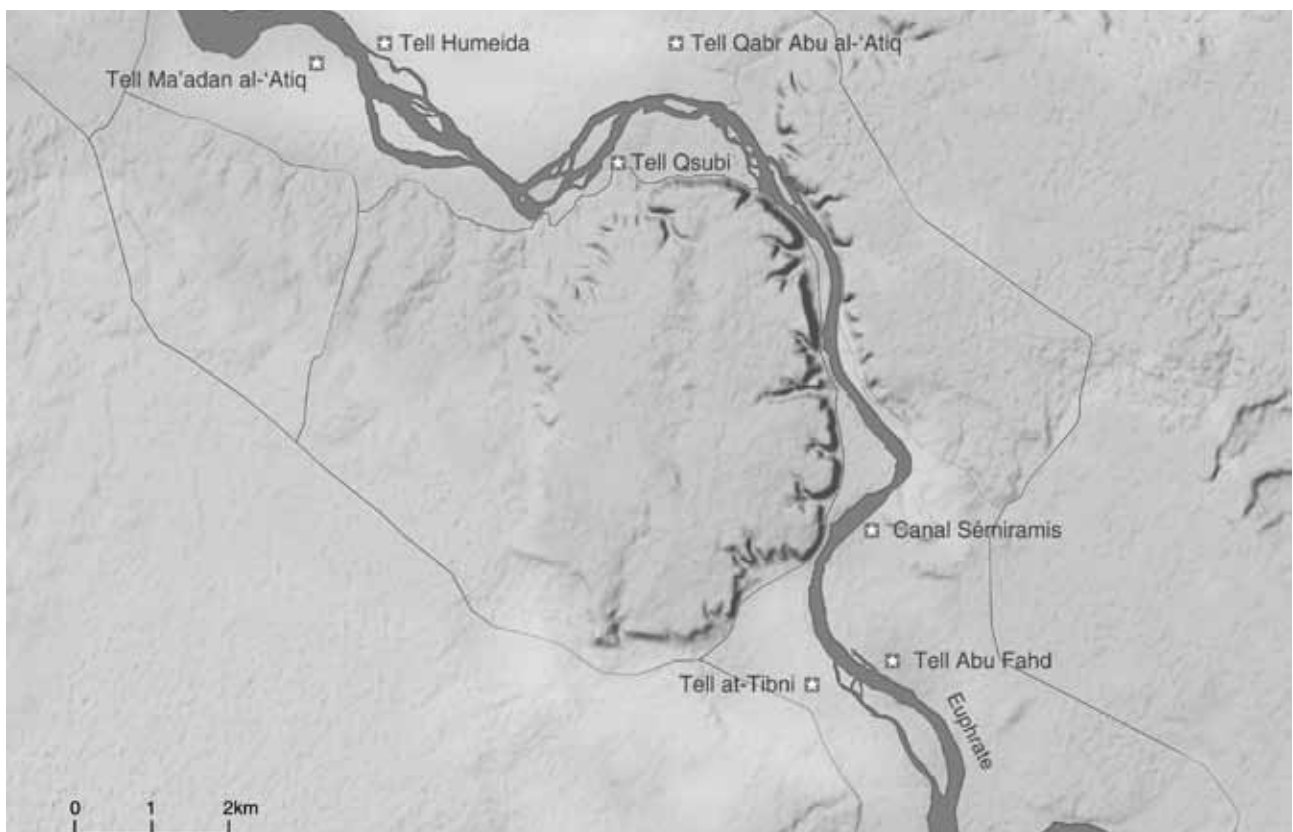 Tell Humeida
Tell Qabr Abu al-‘Atiq
Tell Ma'adan al-‘Atiq
Tell Qsubi
Canal Sémiramis
Tell Abu Fahd
Tell at-Tibni
Euphrate
0 1 2km